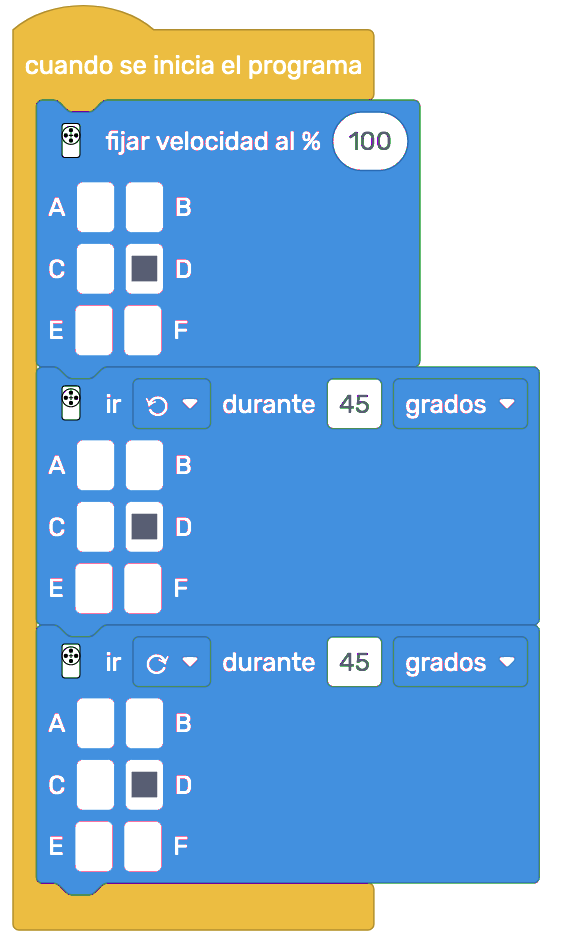 cuando se inicia el programa
fijar velocidad al % 100
A B
C D
E F
ir durante 45 grados
A B
C D
E F
ir durante 45 grados
A B
C D
E F